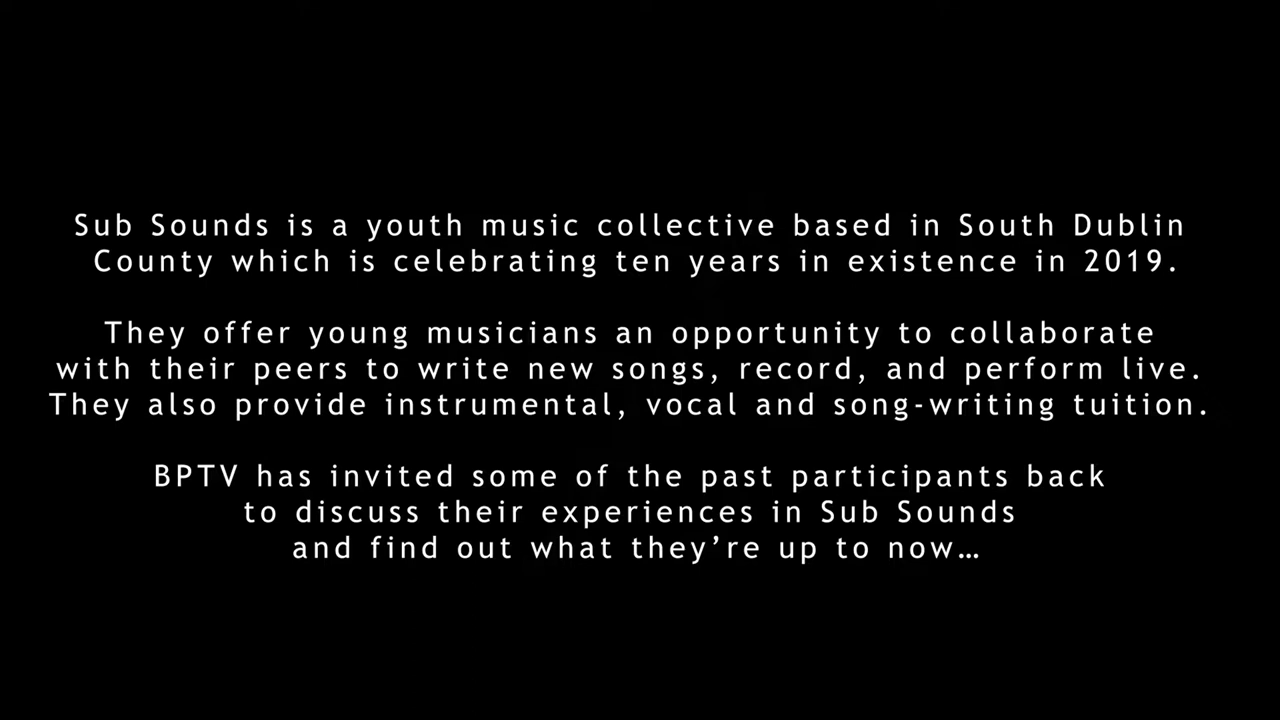 Sub Sounds is a youth music collective based in South Dublin
County which is celebrating ten years in existence in 2019.
They offer young musicians an opportunity to collaborate
with their peers to write new songs, record, and perform live.
They also provide instrumental, vocal and song-writing tuition.
BPTV has invited some of the past participants back
to discuss their experiences in Sub Sounds
and find out what they’re up to now…